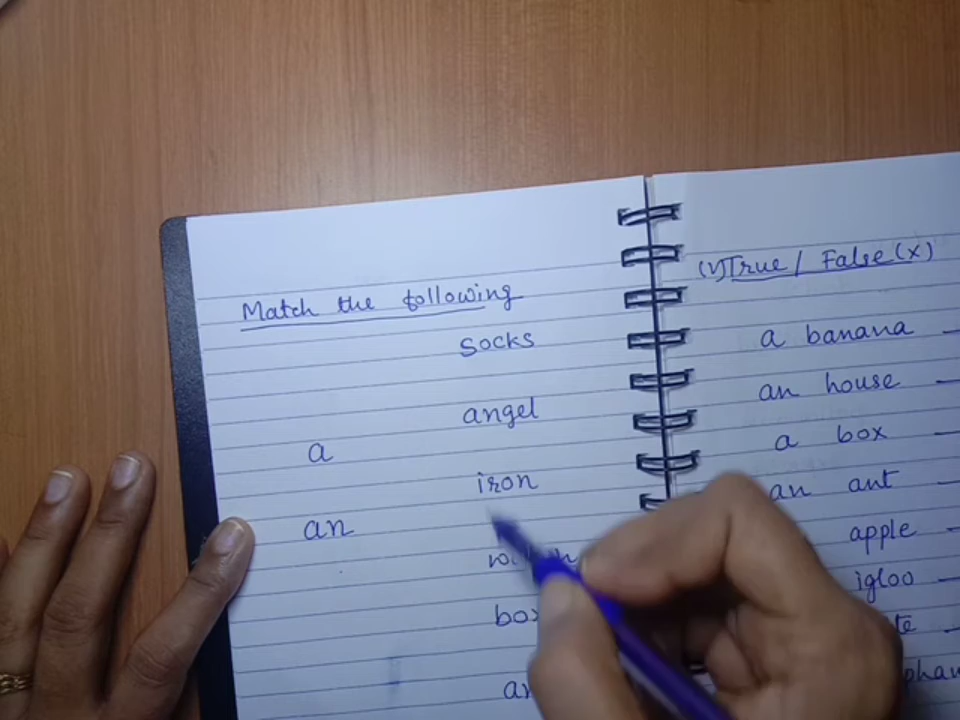 Match the following
socks
angel
a
iron
an
box
(√)True / False(x)
a banana
an house
a box
an ant
apple
igloo